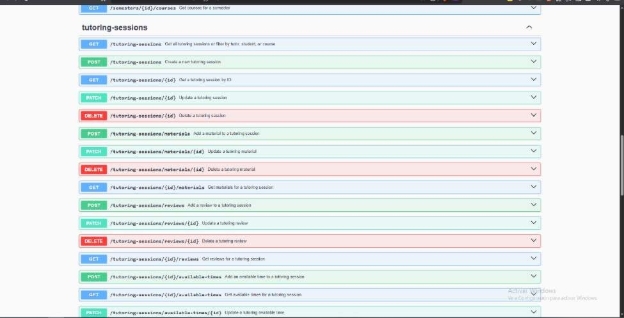 GET /semesters/{id}/courses Get courses for a semester
tutoring-sessions
GET /tutoring-sessions Get all tutoring sessions or filter by tutor, student, or course
POST /tutoring-sessions Create a new tutoring session
GET /tutoring-sessions/{id} Get a tutoring session by ID
PATCH /tutoring-sessions/{id} Update a tutoring session
DELETE /tutoring-sessions/{id} Delete a tutoring session
POST /tutoring-sessions/materials Add a material to a tutoring session
PATCH /tutoring-sessions/materials/{id} Update a tutoring material
DELETE /tutoring-sessions/materials/{id} Delete a tutoring material
GET /tutoring-sessions/{id}/materials Get materials for a tutoring session
POST /tutoring-sessions/reviews Add a review to a tutoring session
PATCH /tutoring-sessions/reviews/{id} Update a tutoring review
DELETE /tutoring-sessions/reviews/{id} Delete a tutoring review
GET /tutoring-sessions/{id}/reviews Get reviews for a tutoring session
POST /tutoring-sessions/{id}/available-times Add an available time to a tutoring session
GET /tutoring-sessions/{id}/available-times Get available times for a tutoring session
PATCH /tutoring-sessions/available-times/{id} Update a tutoring available time
Windows